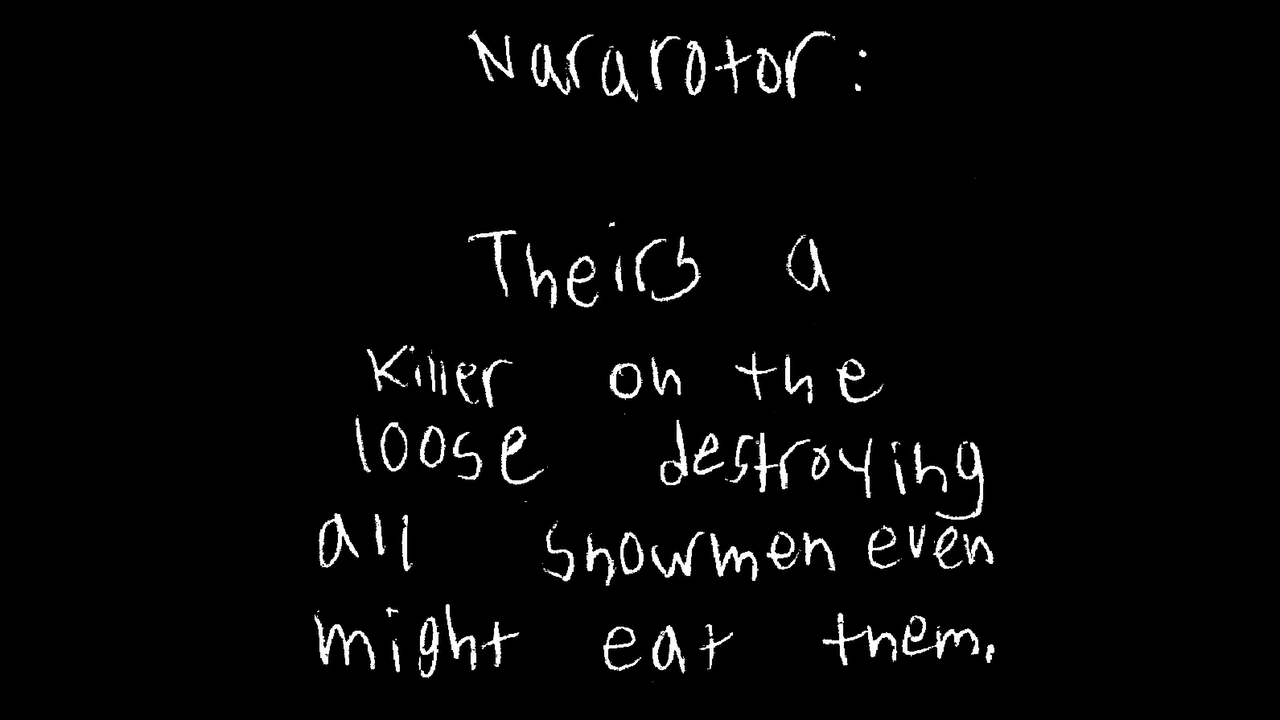 Nararotor:
Theirs a
Killer on the
loose destroying
all snowmen even
might eat them.